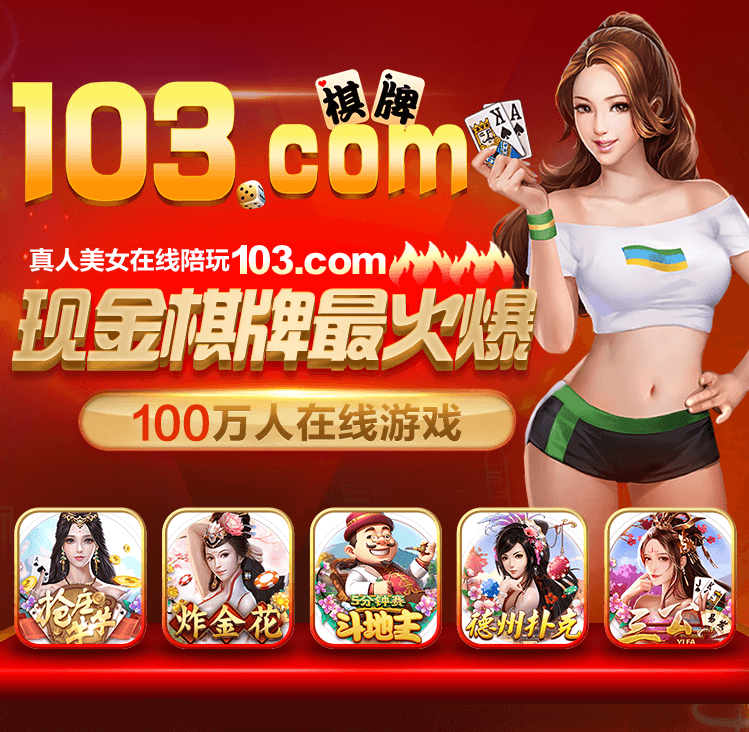 棋牌
103.com
K A
真人美女在线陪玩103.com
现金棋牌最火爆
100万人在线游戏
抢庄牛牛
炸金花
5分钟赛
斗地主
德州扑克
三公
YI FA